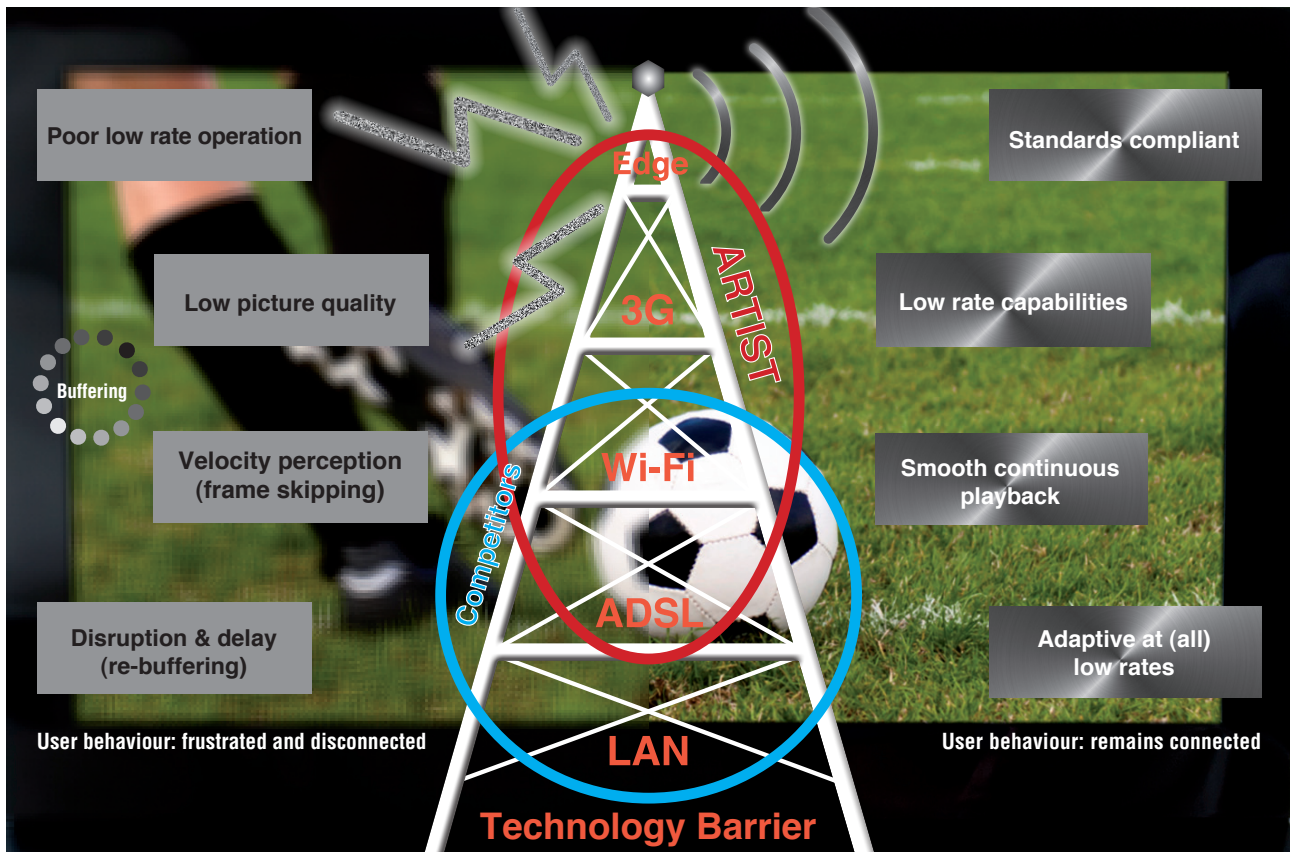 Poor low rate operation
Low picture quality
Buffering
Velocity perception
(frame skipping)
Disruption & delay
(re-buffering)
User behaviour: frustrated and disconnected
Edge
3G
ARTIST
Wi-Fi
Competitors
ADSL
LAN
Technology Barrier
Standards compliant
Low rate capabilities
Smooth continuous
playback
Adaptive at (all)
low rates
User behaviour: remains connected